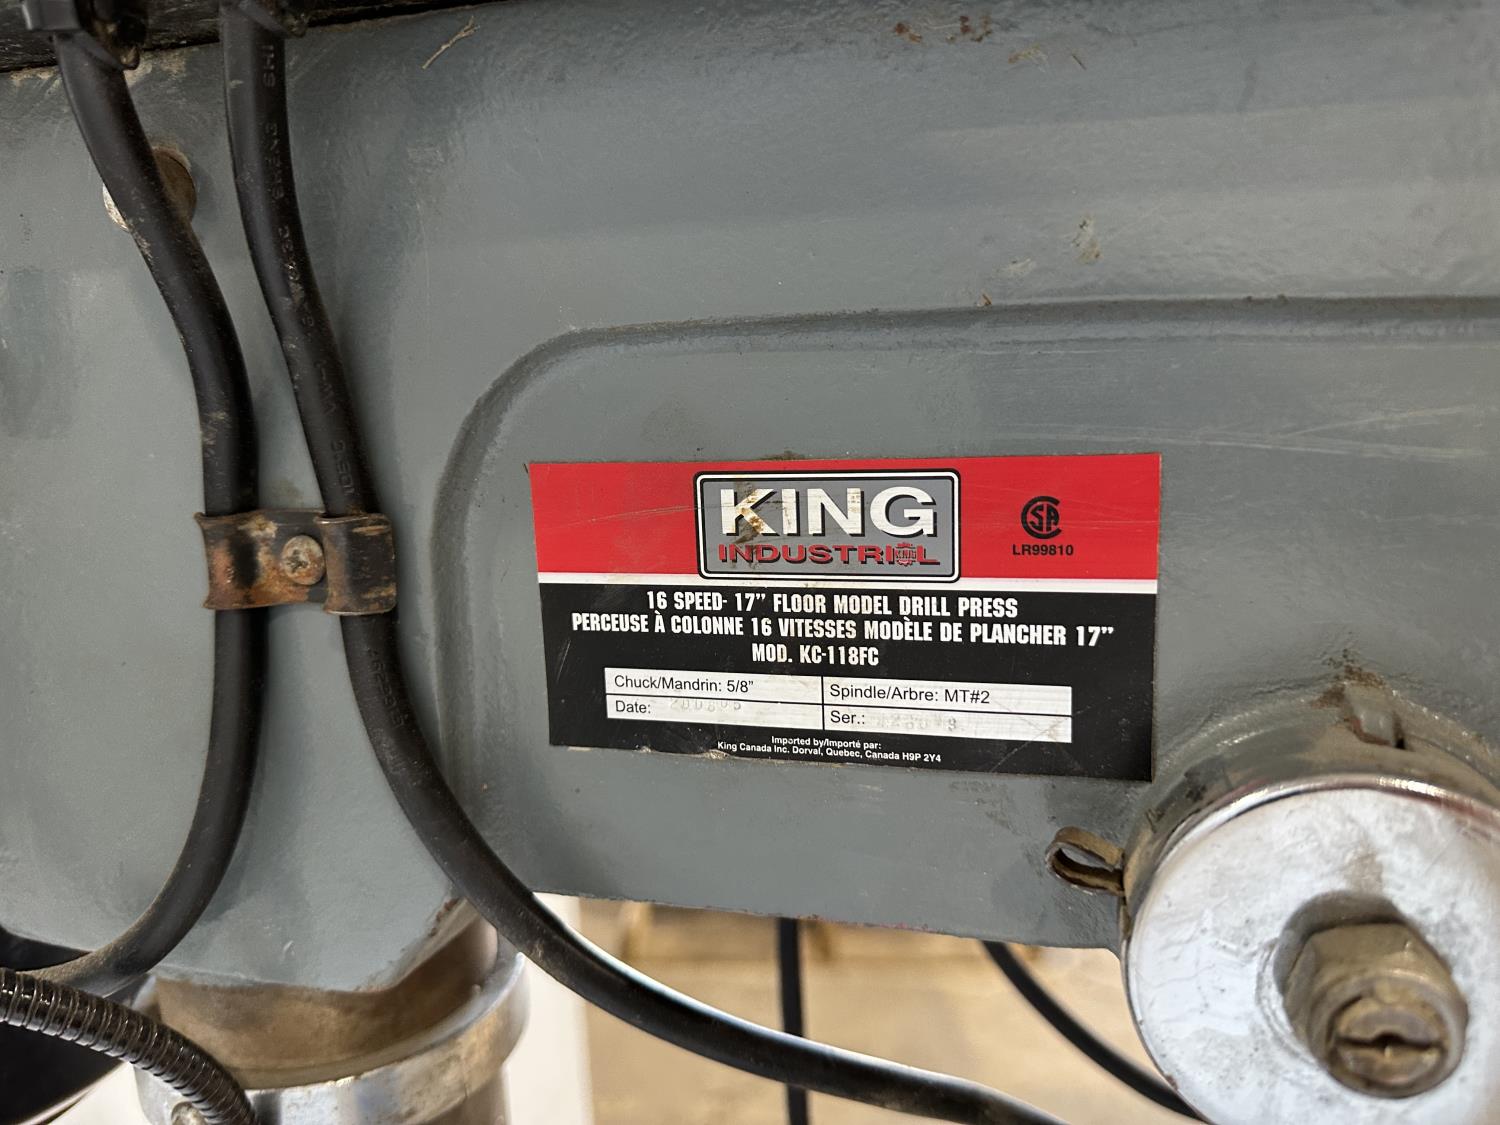 KING
INDUSTRIAL
KING
CSA
LR99810
16 SPEED- 17” FLOOR MODEL DRILL PRESS
PERCEUSE À COLONNE 16 VITESSES MODÈLE DE PLANCHER 17”
MOD. KC-118FC
Chuck/Mandrin: 5/8”
Spindle/Arbre: MT#2
Date:
Ser.:
Imported by/Importé par:
King Canada Inc. Dorval, Quebec, Canada H9P 2Y4